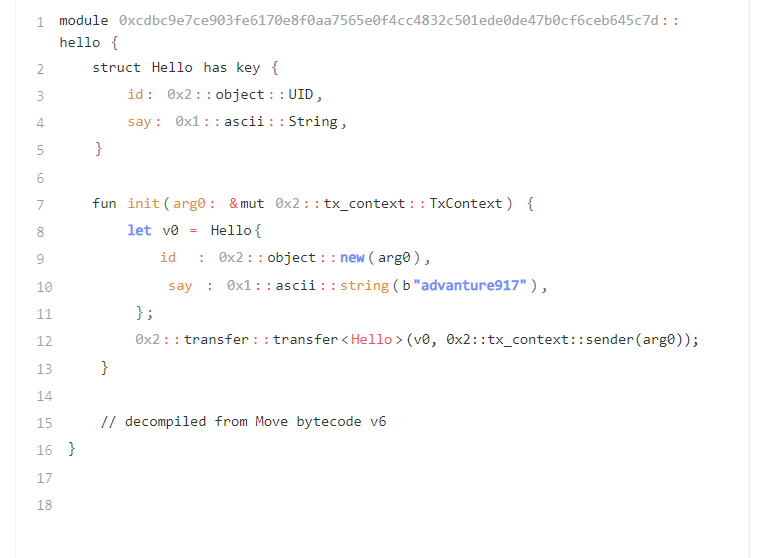 1 module 0xcdbc9e7ce903fe6170e8f0aa7565e0f4cc4832c501ede0de47b0cf6ceb645c7d::
hello {
2 struct Hello has key {
3 id: 0x2::object::UID,
4 say: 0x1::ascii::String,
5 }
6
7 fun init(arg0: &mut 0x2::tx_context::TxContext) {
8 let v0 = Hello{
9 id : 0x2::object::new(arg0),
10 say : 0x1::ascii::string(b"advanture917"),
11 };
12 0x2::transfer::transfer<Hello>(v0, 0x2::tx_context::sender(arg0));
13 }
14
15 // decompiled from Move bytecode v6
16 }
17
18